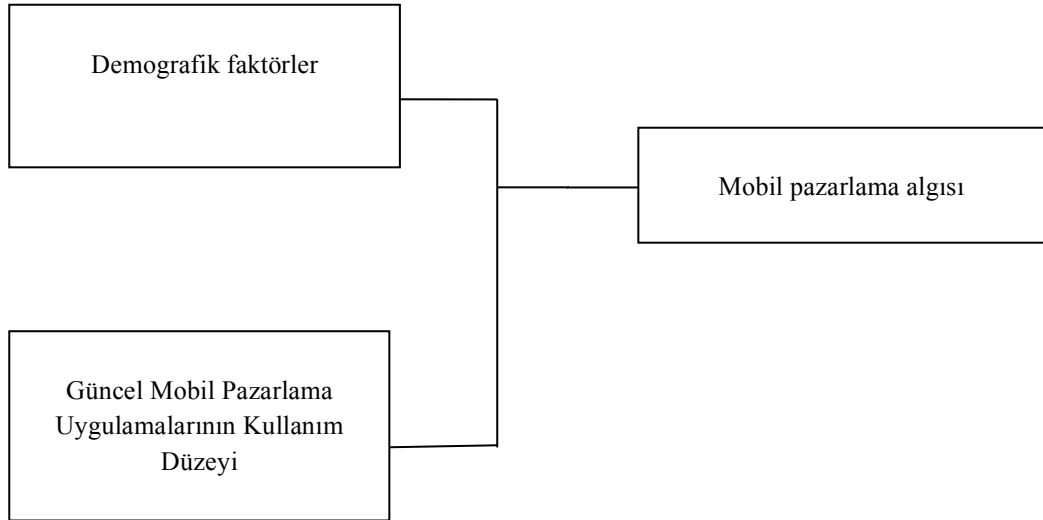 Demografik faktörler
Mobil pazarlama algısı
Güncel Mobil Pazarlama
Uygulamalarının Kullanım
Düzeyi